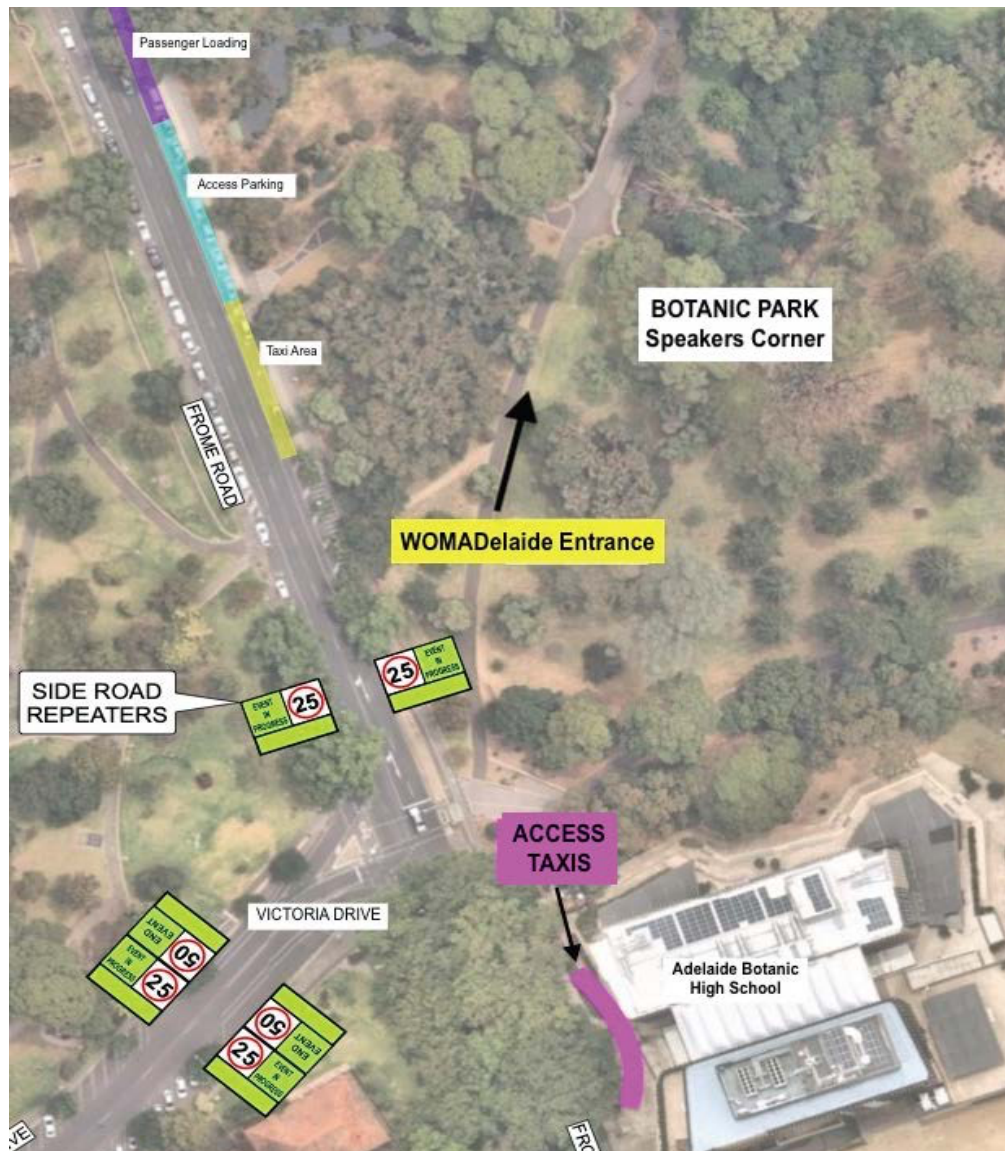 Passenger Loading
Access Parking
Taxi Area
FROME ROAD
BOTANIC PARK
Speakers Corner
WOMADelaide Entrance
SIDE ROAD
REPEATERS
EVENT
IN
PROGRESS
25
25
EVENT
IN
PROGRESS
ACCESS
TAXIS
VICTORIA DRIVE
EVENT
END
50
EVENT
IN
PROGRESS
25
50
END
EVENT
25
EVENT
IN
PROGRESS
Adelaide Botanic
High School
VE
FRO